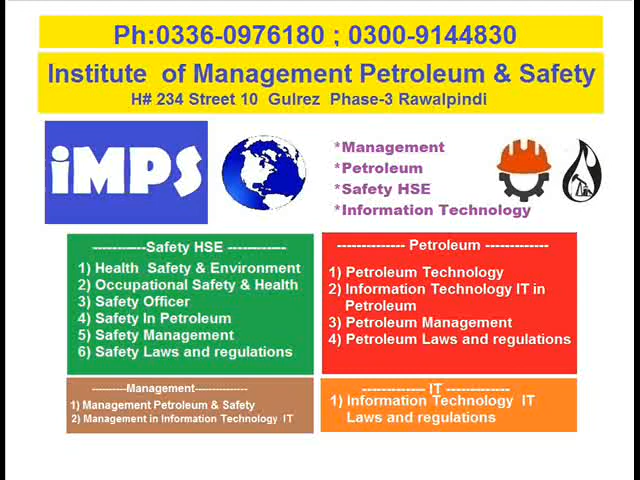 Ph:0336-0976180 ; 0300-9144830
Institute of Management Petroleum & Safety
H# 234 Street 10 Gulrez Phase-3 Rawalpindi
iMPS
*Management
*Petroleum
*Safety HSE
*Information Technology
------------Safety HSE -------------
1) Health Safety & Environment
2) Occupational Safety & Health
3) Safety Officer
4) Safety In Petroleum
5) Safety Management
6) Safety Laws and regulations
-------------- Petroleum -------------
1) Petroleum Technology
2) Information Technology IT in
Petroleum
3) Petroleum Management
4) Petroleum Laws and regulations
----------Management---------------
1) Management Petroleum & Safety
2) Management in Information Technology IT
------------- IT -------------
1) Information Technology IT
Laws and regulations